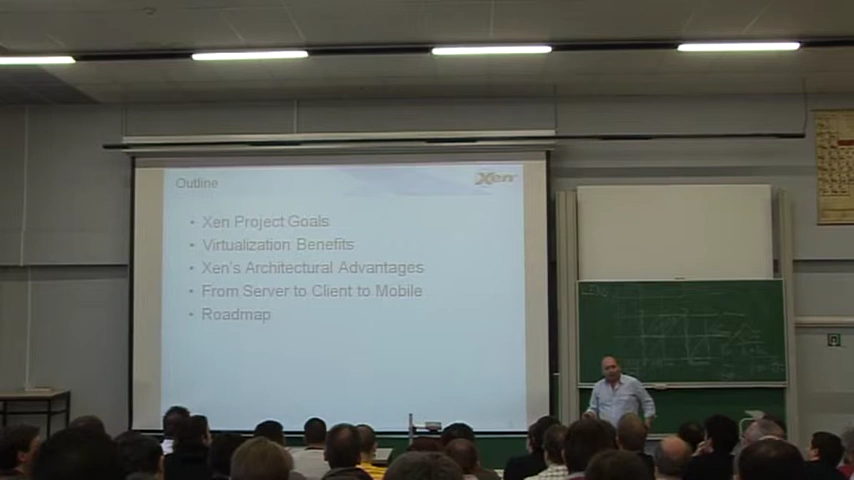 Outline
Xen
• Xen Project Goals
• Virtualization Benefits
• Xen's Architectural Advantages
• From Server to Client to Mobile
• Roadmap